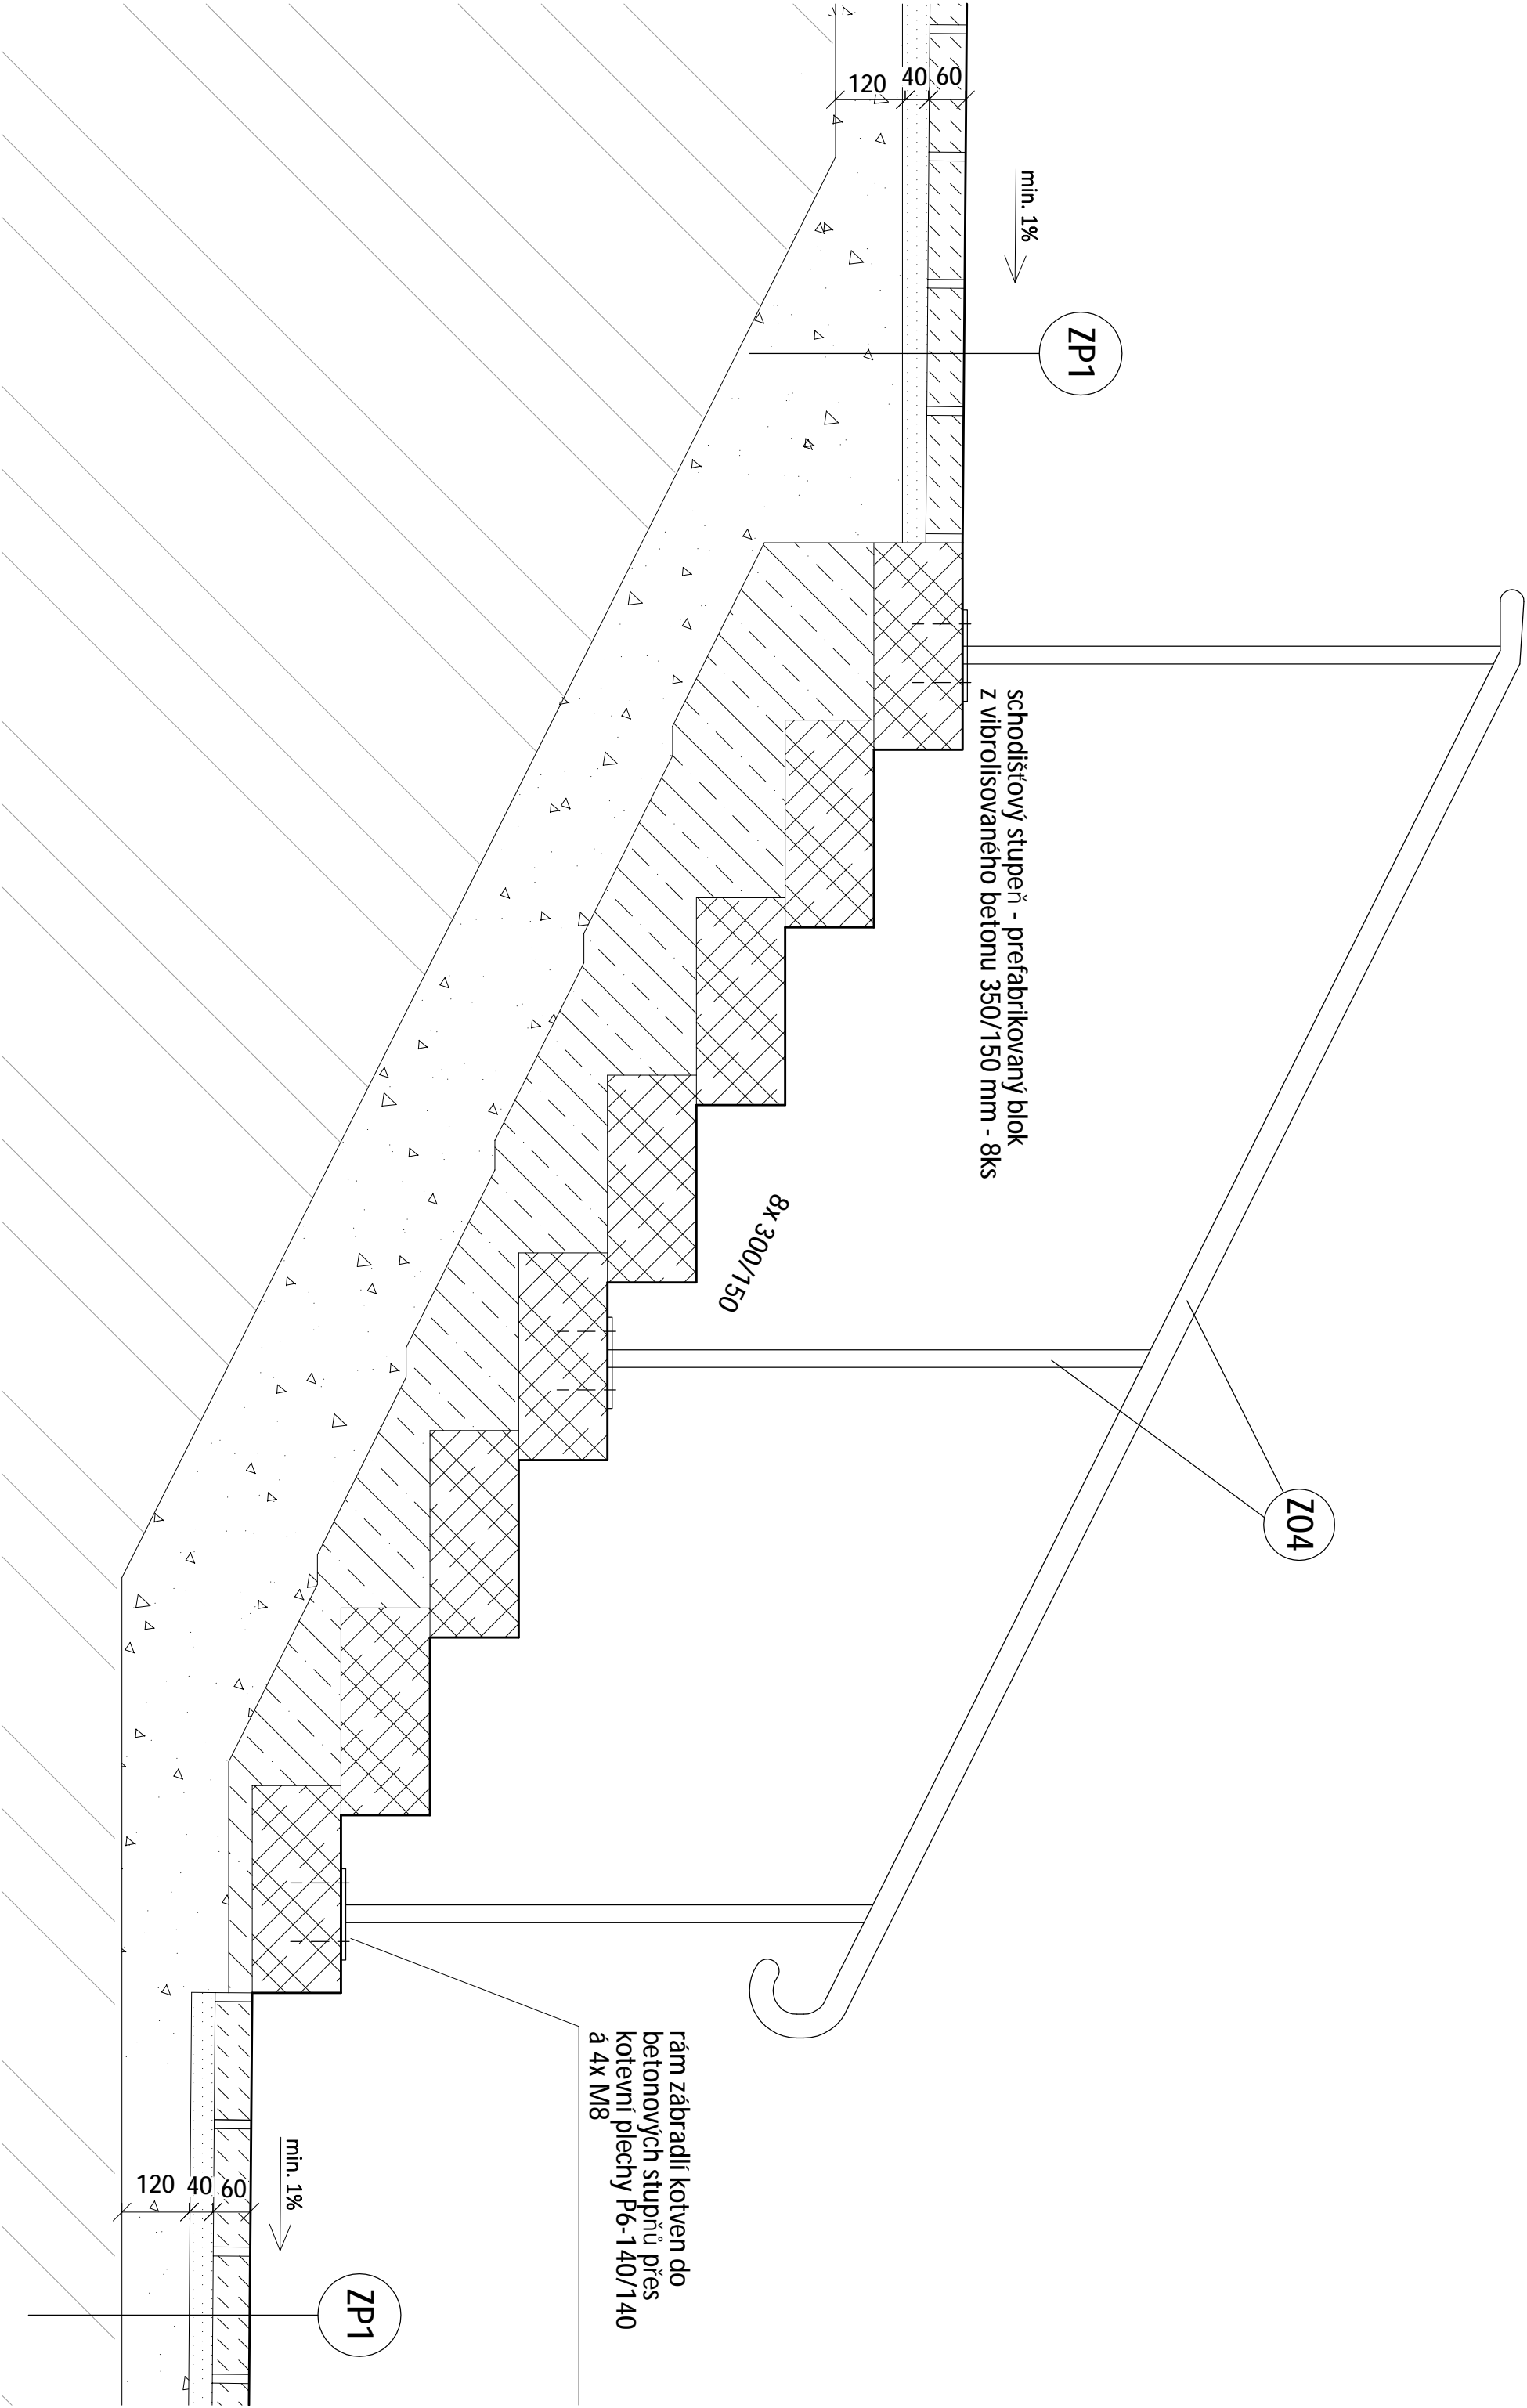 Z04
min. 1%
ZP1
schodišťový stupeň - prefabrikovaný blok
z vibrolisovaného betonu 350/150 mm - 8ks
120
40
60
8x 300/150
rám zábradlí kotven do
betonových stupňů přes
kotevní plechy P6-140/140
á 4x M8
min. 1%
ZP1
120
40
60